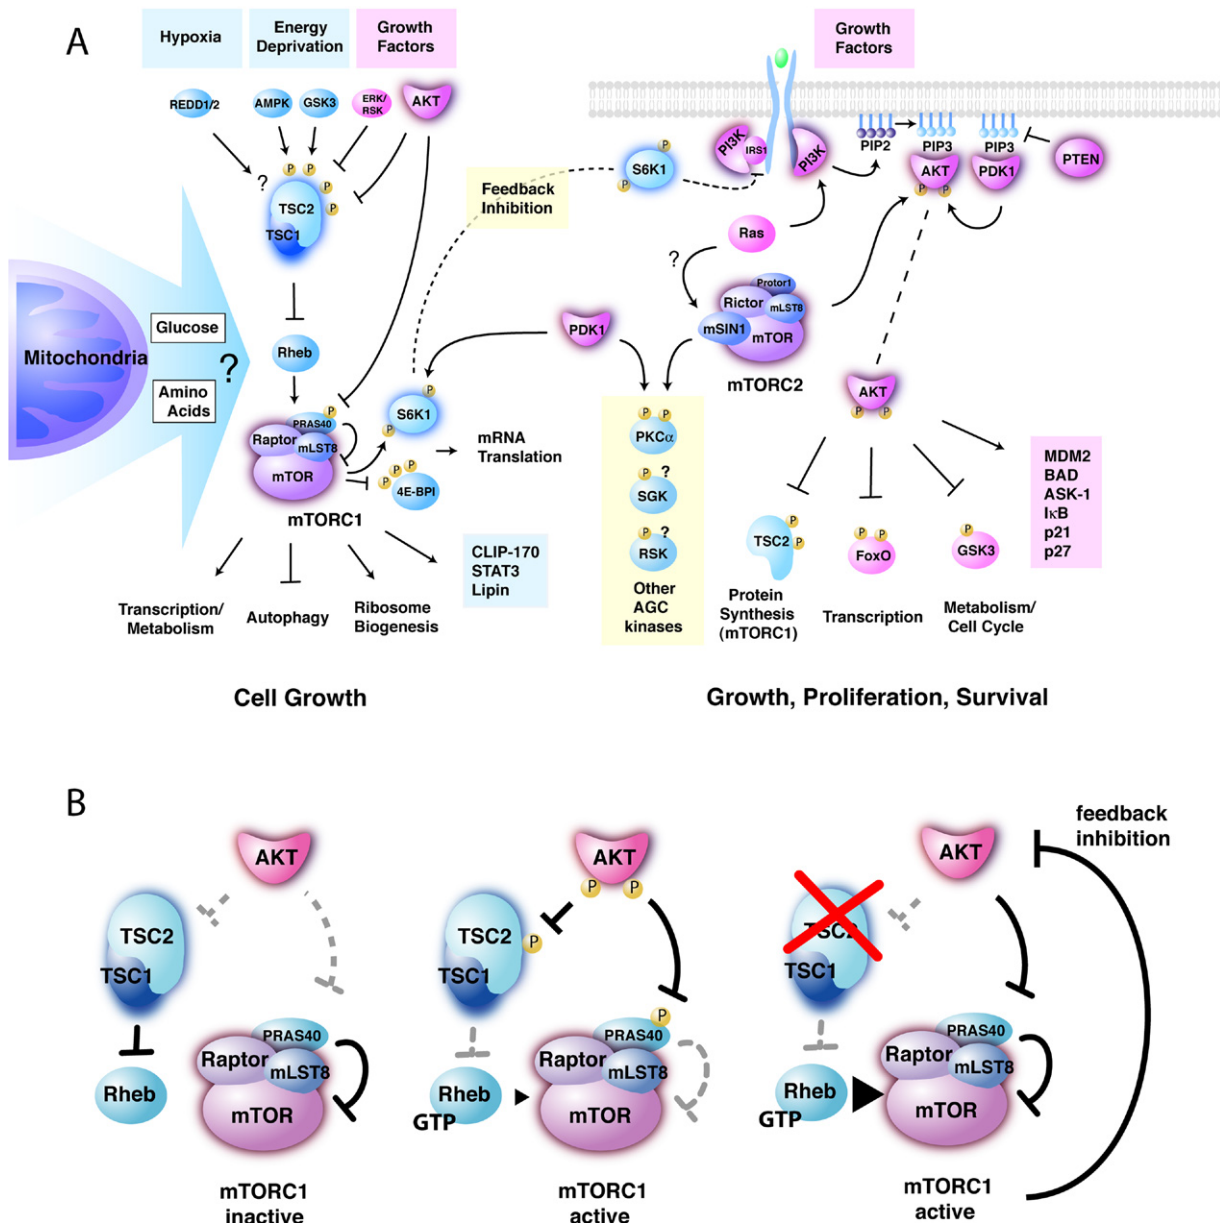 A
Hypoxia
Energy
Deprivation
Growth
Factors
REDD1/2
AMPK
GSK3
ERK/
RSK
AKT
P
P
P
P
?
TSC2
TSC1
Mitochondria
Glucose
?
Amino
Acids
Rheb
P
PRAS40
Raptor
mLST8
mTOR
mTORC1
P
S6K1
P
P
P
P
4E-BPI
mRNA
Translation
Transcription/
Metabolism
Autophagy
Ribosome
Biogenesis
CLIP-170
STAT3
Lipin
Cell Growth
Feedback
Inhibition
P
S6K1
P
Growth
Factors
PI3K
IRS1
PI3K
PIP2
PIP3
PIP3
AKT
P
P
PDK1
PTEN
Ras
?
Protor1
Rictor
mLST8
mSIN1
mTOR
mTORC2
PDK1
P
P
PKCα
P
?
SGK
P
?
RSK
Other
AGC
kinases
AKT
P
P
TSC2
P
P
Protein
Synthesis
(mTORC1)
P
P
FoxO
Transcription
P
GSK3
Metabolism/
Cell Cycle
MDM2
BAD
ASK-1
IκB
p21
p27
Growth, Proliferation, Survival
B
AKT
TSC2
TSC1
Rheb
PRAS40
Raptor
mLST8
mTOR
mTORC1
inactive
AKT
P
P
TSC2
P
TSC1
Rheb
GTP
P
PRAS40
Raptor
mLST8
mTOR
mTORC1
active
feedback
inhibition
AKT
TSC2
TSC1
Rheb
GTP
PRAS40
Raptor
mLST8
mTOR
mTORC1
active